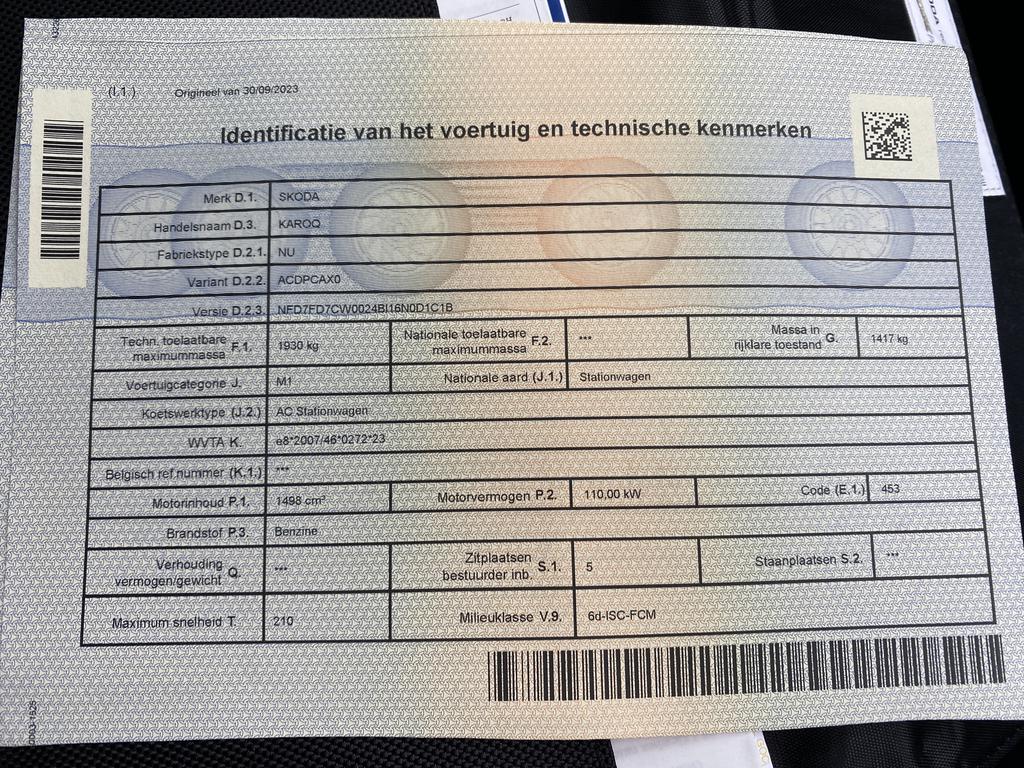 (I.1.) Origineel van 30/09/2023
Identificatie van het voertuig en technische kenmerken
Merk D.1. SKODA
Handelsnaam D.3. KAROQ
Fabriekstype D.2.1. NU
Variant D.2.2. ACDPCAX0
Versie D.2.3. NFD7FD7CW0024BI16N0D1C1B
Techn. toelaatbare maximummassa F.1. 1930 kg Nationale toelaatbare maximummassa F.2. *** Massa in rijklare toestand G. 1417 kg
Voertuigcategorie J. M1 Nationale aard (J.1.) Stationwagen
Koetswerktype (J.2.) AC Stationwagen
WVTA K. e8*2007/46*0272*23
Belgisch ref nummer (K.1.) ***
Motorinhoud P.1. 1498 cm³ Motorvermogen P.2. 110,00 kW Code (E.1.) 453
Brandstof P.3. Benzine
Verhouding vermogen/gewicht Q. *** Zitplaatsen bestuurder inb. S.1. 5 Staanplaatsen S.2. ***
Maximum snelheid T. 210 Milieuklasse V.9. 6d-ISC-FCM